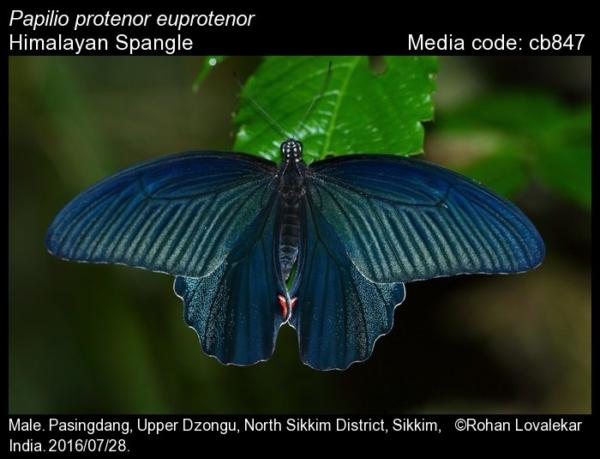 Papilio protenor euprotenor
Himalayan Spangle Media code: cb847
Male. Pasingdang, Upper Dzongu, North Sikkim District, Sikkim, ©Rohan Lovalekar
India. 2016/07/28.